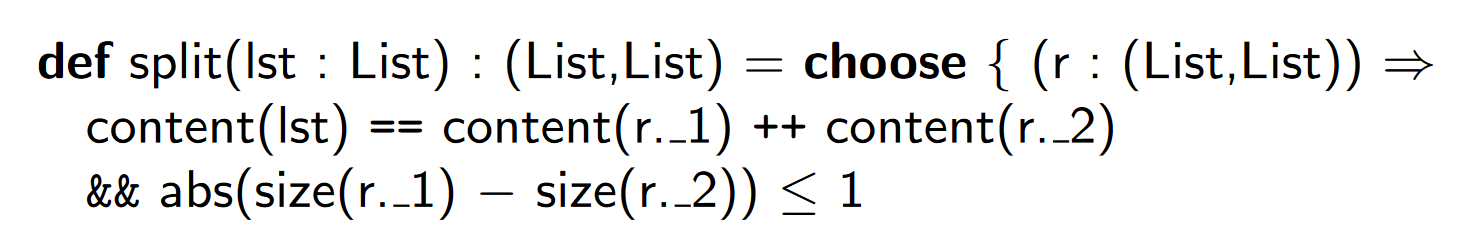 def split(lst : List) : (List,List) = choose { (r : (List,List)) ⇒
content(lst) == content(r._1) ++ content(r._2)
&& abs(size(r._1) − size(r._2)) ≤ 1